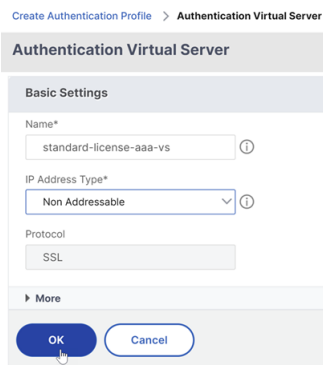 Create Authentication Profile > Authentication Virtual Server
Authentication Virtual Server
Basic Settings
Name*
standard-license-aaa-vs
IP Address Type*
Non Addressable
Protocol
SSL
More
OK Cancel